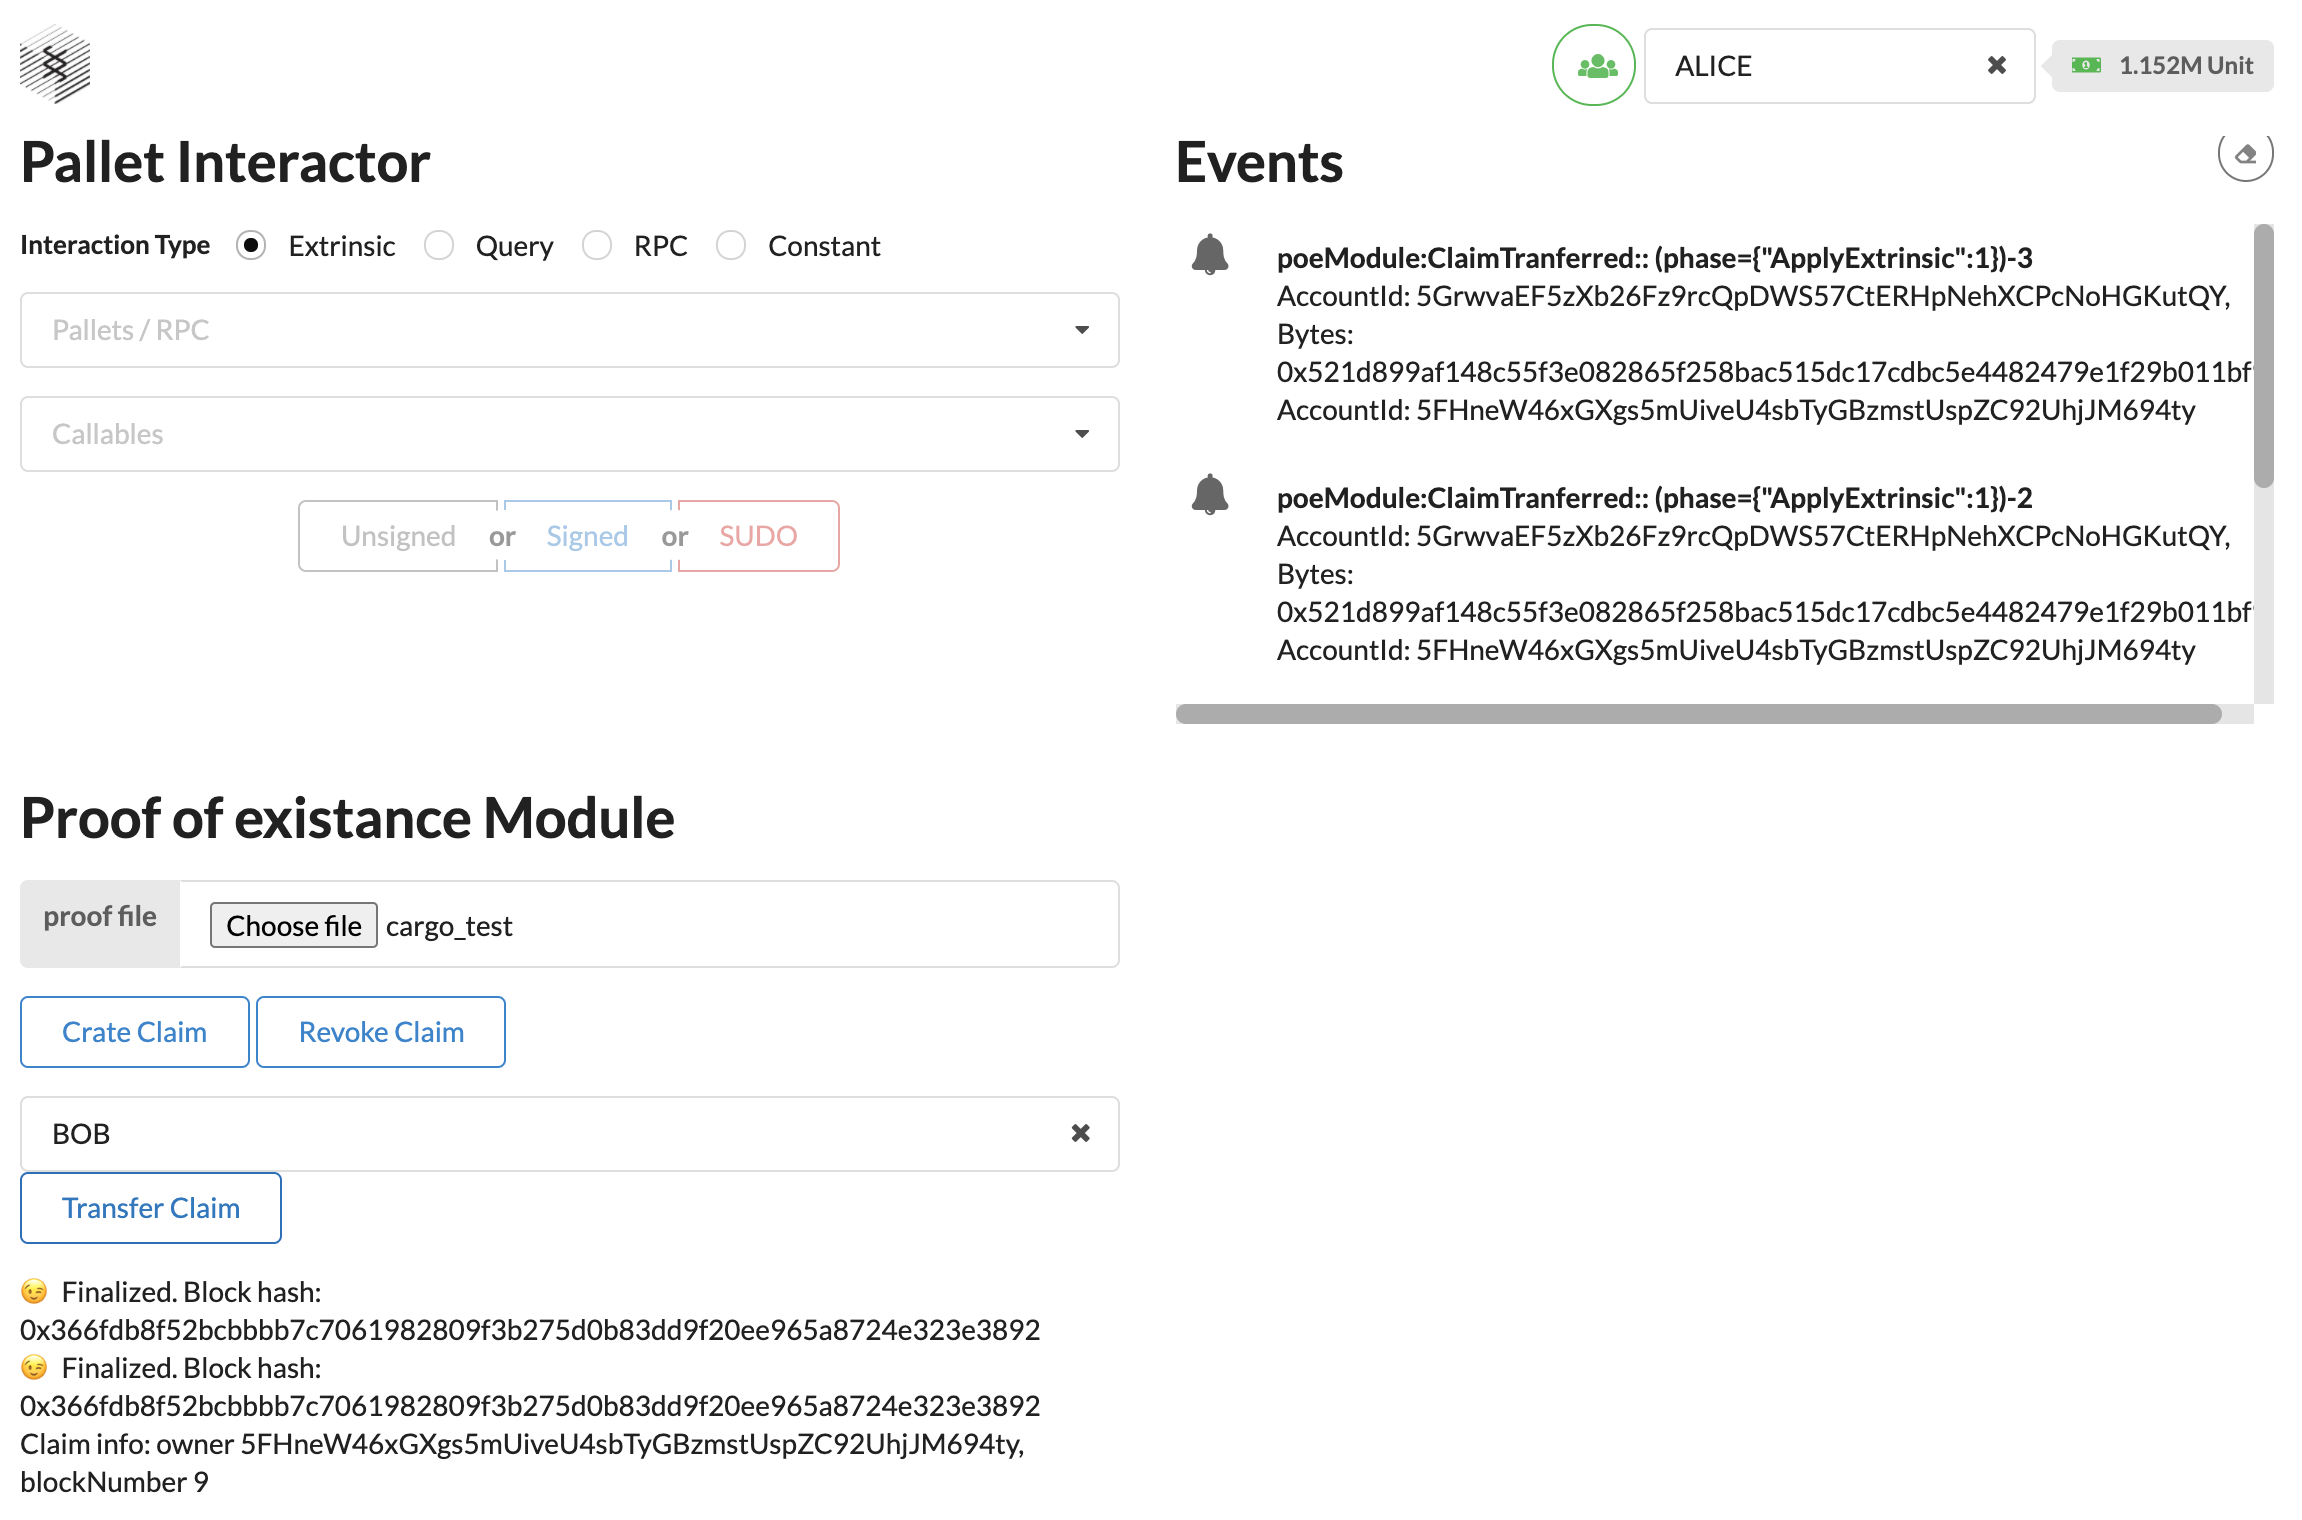 ALICE
1.152M Unit
Pallet Interactor
Interaction Type Extrinsic Query RPC Constant
Pallets / RPC
Callables
Unsigned or Signed or SUDO
Events
poeModule:ClaimTranferred:: (phase={"ApplyExtrinsic":1})-3
AccountId: 5GrwvaEF5zXb26Fz9rcQpDWS57CtERHpNehXCPcNoHGKutQY,
Bytes:
0x521d899af148c55f3e082865f258bac515dc17cdbc5e4482479e1f29b011bf
AccountId: 5FHneW46xGXgs5mUiveU4sbTyGBzmstUspZC92UhjJM694ty
poeModule:ClaimTranferred:: (phase={"ApplyExtrinsic":1})-2
AccountId: 5GrwvaEF5zXb26Fz9rcQpDWS57CtERHpNehXCPcNoHGKutQY,
Bytes:
0x521d899af148c55f3e082865f258bac515dc17cdbc5e4482479e1f29b011bf
AccountId: 5FHneW46xGXgs5mUiveU4sbTyGBzmstUspZC92UhjJM694ty
Proof of existance Module
proof file Choose file cargo_test
Crate Claim Revoke Claim
BOB
Transfer Claim
😉 Finalized. Block hash:
0x366fdb8f52bcbbbb7c7061982809f3b275d0b83dd9f20ee965a8724e323e3892
😉 Finalized. Block hash:
0x366fdb8f52bcbbbb7c7061982809f3b275d0b83dd9f20ee965a8724e323e3892
Claim info: owner 5FHneW46xGXgs5mUiveU4sbTyGBzmstUspZC92UhjJM694ty,
blockNumber 9